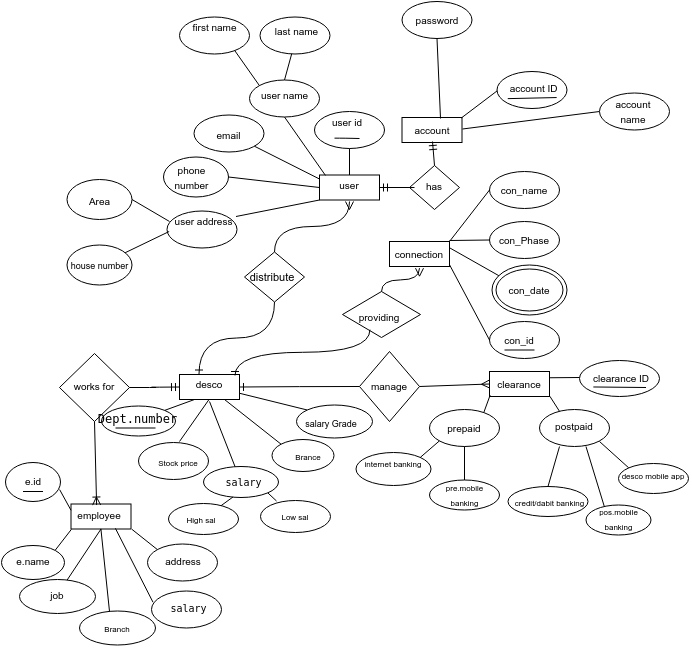 password
first name
last name
account ID
user name
account
name
user id
account
email
phone
number
user
has
con_name
Area
user address
con_Phase
connection
house number
distribute
con_date
providing
con_id
works for
desco
manage
clearance
clearance ID
Dept.number
salary Grade
prepaid
postpaid
Stock price
Brance
internet banking
desco mobile app
e.id
salary
pre.mobile
banking
credit/dabit banking
pos.mobile
banking
employee
High sal
Low sal
e.name
address
job
salary
Branch